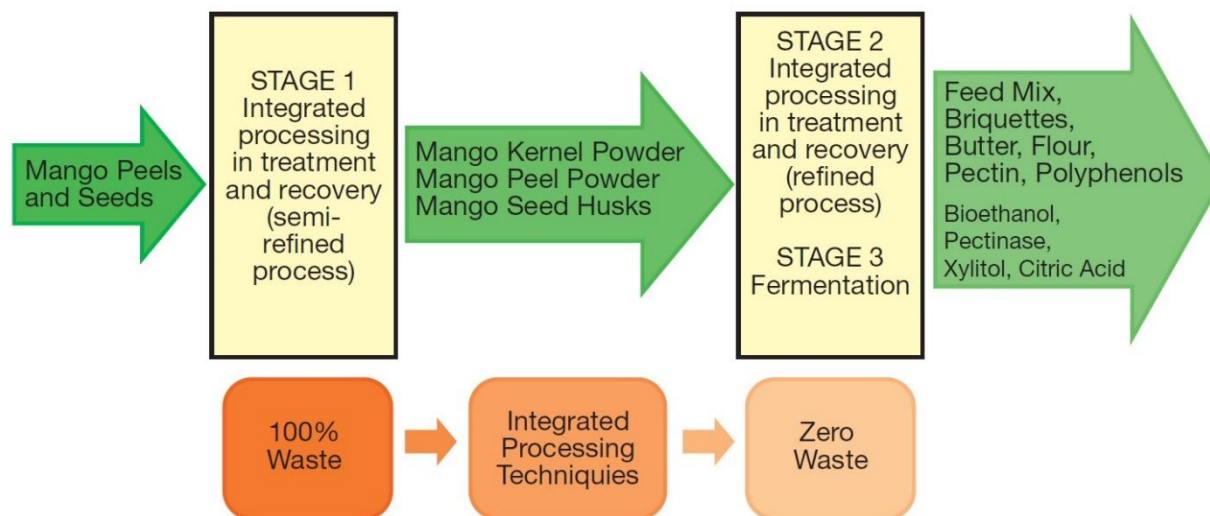 Mango Peels
and Seeds
STAGE 1
Integrated
processing
in treatment
and recovery
(semi-
refined
process)
Mango Kernel Powder
Mango Peel Powder
Mango Seed Husks
STAGE 2
Integrated
processing
in treatment
and recovery
(refined
process)
STAGE 3
Fermentation
Feed Mix,
Briquettes,
Butter, Flour,
Pectin, Polyphenols
Bioethanol,
Pectinase,
Xylitol, Citric Acid
100%
Waste
Integrated
Processing
Techniquies
Zero
Waste